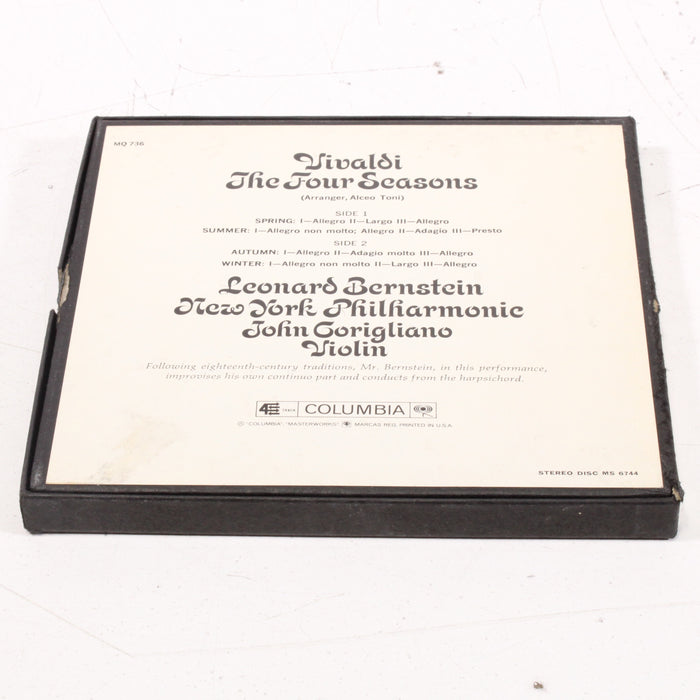 MQ 736
Vivaldi
The Four Seasons
(Arranger, Alceo Toni)
SIDE 1
SPRING: I—Allegro II—Largo III—Allegro
SUMMER: I—Allegro non molto; Allegro II—Adagio III—Presto
SIDE 2
AUTUMN: I—Allegro II—Adagio molto III—Allegro
WINTER: I—Allegro non molto II—Largo III—Allegro
Leonard Bernstein
New York Philharmonic
John Corigliano
Violin
Following eighteenth-century traditions, Mr. Bernstein, in this performance,
improvises his own continuo part and conducts from the harpsichord.
4 TRACK COLUMBIA
"COLUMBIA", "MASTERWORKS" MARCAS REG. PRINTED IN U.S.A.
STEREO DISC MS 6744